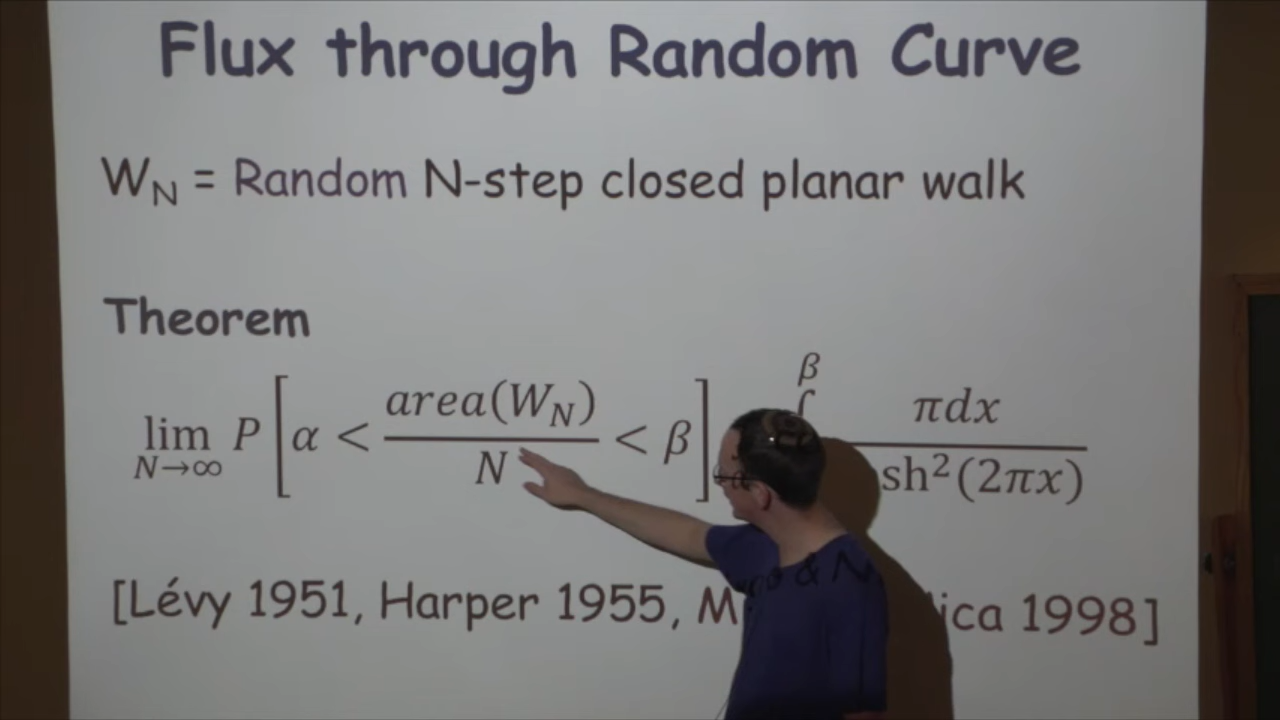 Flux through Random Curve
W_N = Random N-step closed planar walk
Theorem
lim_{N→∞} P [ α < area(W_N) / N < β ] ∫^β πdx / sh²(2πx)
[Lévy 1951, Harper 1955, 1998]